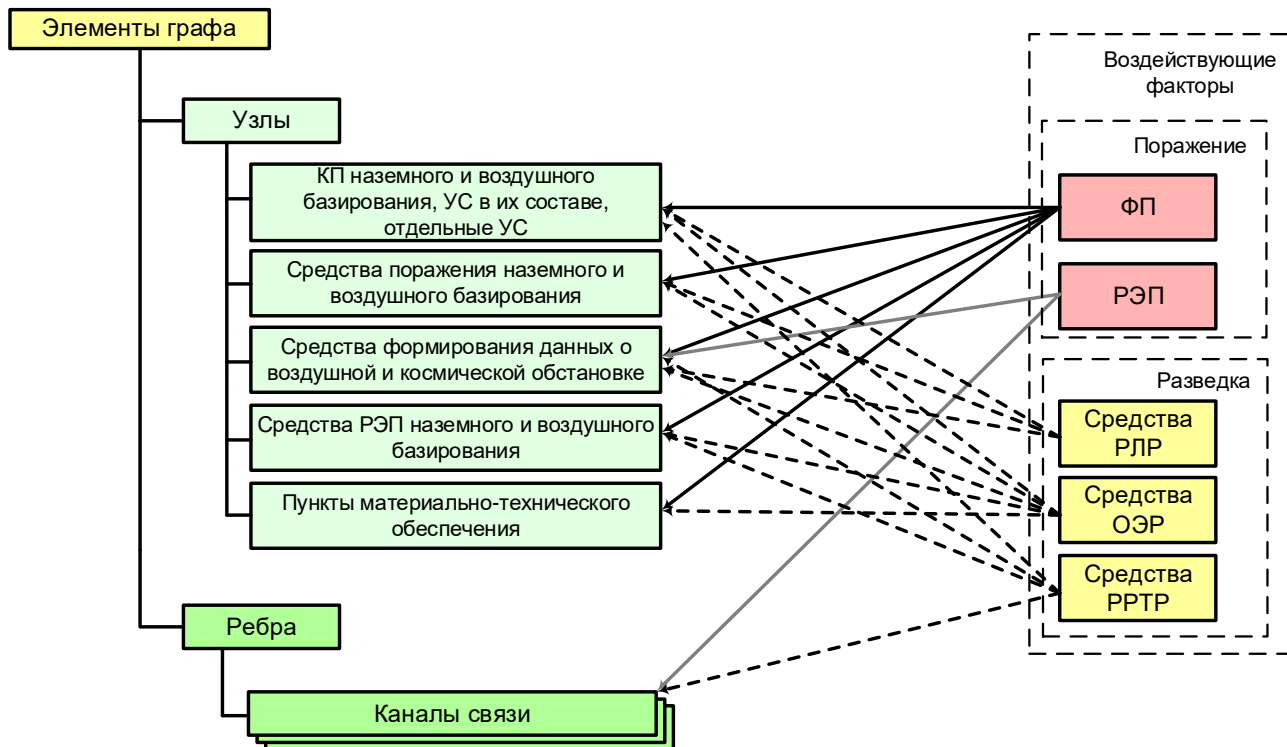 Элементы графа
Узлы
КП наземного и воздушного
базирования, УС в их составе,
отдельные УС
Средства поражения наземного и
воздушного базирования
Средства формирования данных о
воздушной и космической обстановке
Средства РЭП наземного и воздушного
базирования
Пункты материально-технического
обеспечения
Ребра
Каналы связи
Воздействующие
факторы
Поражение
ФП
РЭП
Разведка
Средства
РЛР
Средства
ОЭР
Средства
РРТР